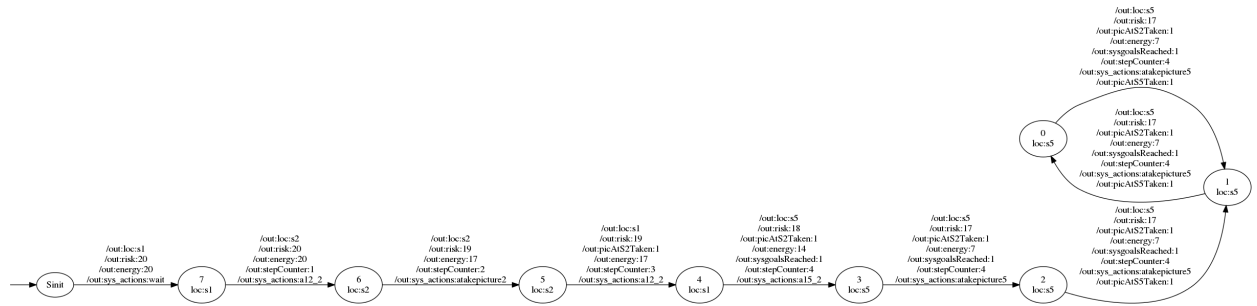 /out:loc:s5
/out:risk:17
/out:picAtS2Taken:1
/out:energy:7
/out:sysgoalsReached:1
/out:stepCounter:4
/out:sys_actions:atakepicture5
/out:picAtS5Taken:1
/out:loc:s5
/out:risk:17
/out:picAtS2Taken:1
/out:energy:7
/out:sysgoalsReached:1
/out:stepCounter:4
/out:sys_actions:atakepicture5
/out:picAtS5Taken:1
0
loc:s5
1
loc:s5
Sinit
/out:loc:s1
/out:risk:20
/out:energy:20
/out:sys_actions:wait
7
loc:s1
/out:loc:s2
/out:risk:20
/out:energy:20
/out:stepCounter:1
/out:sys_actions:a12_2
6
loc:s2
/out:loc:s2
/out:risk:19
/out:energy:17
/out:stepCounter:2
/out:sys_actions:atakepicture2
5
loc:s2
/out:loc:s1
/out:risk:19
/out:picAtS2Taken:1
/out:energy:17
/out:stepCounter:3
/out:sys_actions:a12_2
4
loc:s1
/out:loc:s5
/out:risk:18
/out:picAtS2Taken:1
/out:energy:14
/out:sysgoalsReached:1
/out:stepCounter:4
/out:sys_actions:a15_2
3
loc:s5
/out:loc:s5
/out:risk:17
/out:picAtS2Taken:1
/out:energy:7
/out:sysgoalsReached:1
/out:stepCounter:4
/out:sys_actions:atakepicture5
2
loc:s5
/out:loc:s5
/out:risk:17
/out:picAtS2Taken:1
/out:energy:7
/out:sysgoalsReached:1
/out:stepCounter:4
/out:sys_actions:atakepicture5
/out:picAtS5Taken:1